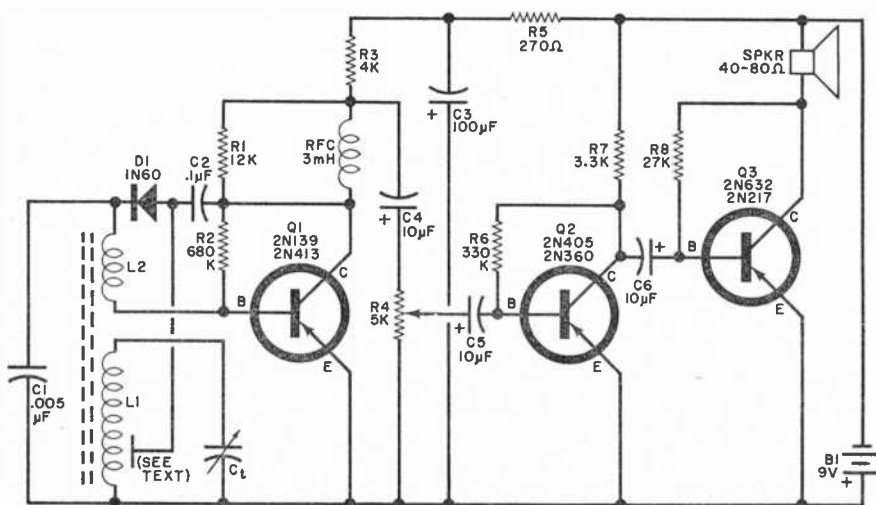 R3
4K
R5
270Ω
SPKR
40-80Ω
+
C3
100µF
R1
12K
RFC
3mH
R7
3.3K
R8
27K
D1
1N60
C2
.1µF
Q3
2N632
2N217
C
B
E
+
C4
10µF
R2
680
K
Q1
2N139
2N413
C
B
E
R6
330
K
Q2
2N405
2N360
C
B
E
+
C6
10µF
L2
R4
5K
+
C5
10µF
C1
.005
µF
L1
(SEE
TEXT)
Ct
B1
9V
+